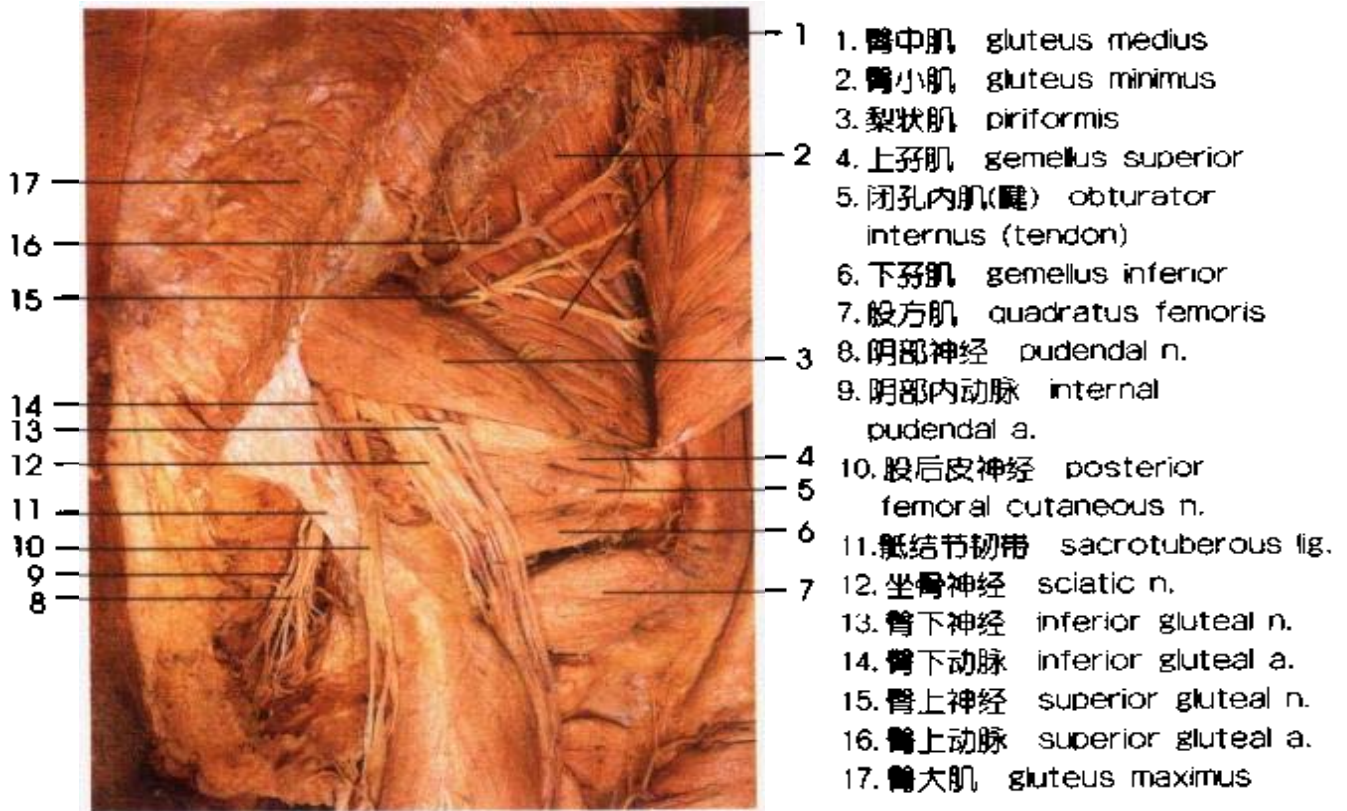 1
2
3
4
5
6
7
17
16
15
14
13
12
11
10
9
8
1. 臀中肌 gluteus medius
2. 臀小肌 gluteus minimus
3. 梨状肌 piriformis
4. 上孖肌 gemellus superior
5. 闭孔内肌(腱) obturator
internus (tendon)
6. 下孖肌 gemellus inferior
7. 股方肌 quadratus femoris
8. 阴部神经 pudendal n.
9. 阴部内动脉 internal
pudendal a.
10. 股后皮神经 posterior
femoral cutaneous n.
11.骶结节韧带 sacrotuberous lig.
12. 坐骨神经 sciatic n.
13. 臀下神经 inferior gluteal n.
14. 臀下动脉 inferior gluteal a.
15. 臀上神经 superior gluteal n.
16. 臀上动脉 superior gluteal a.
17. 臀大肌 gluteus maximus